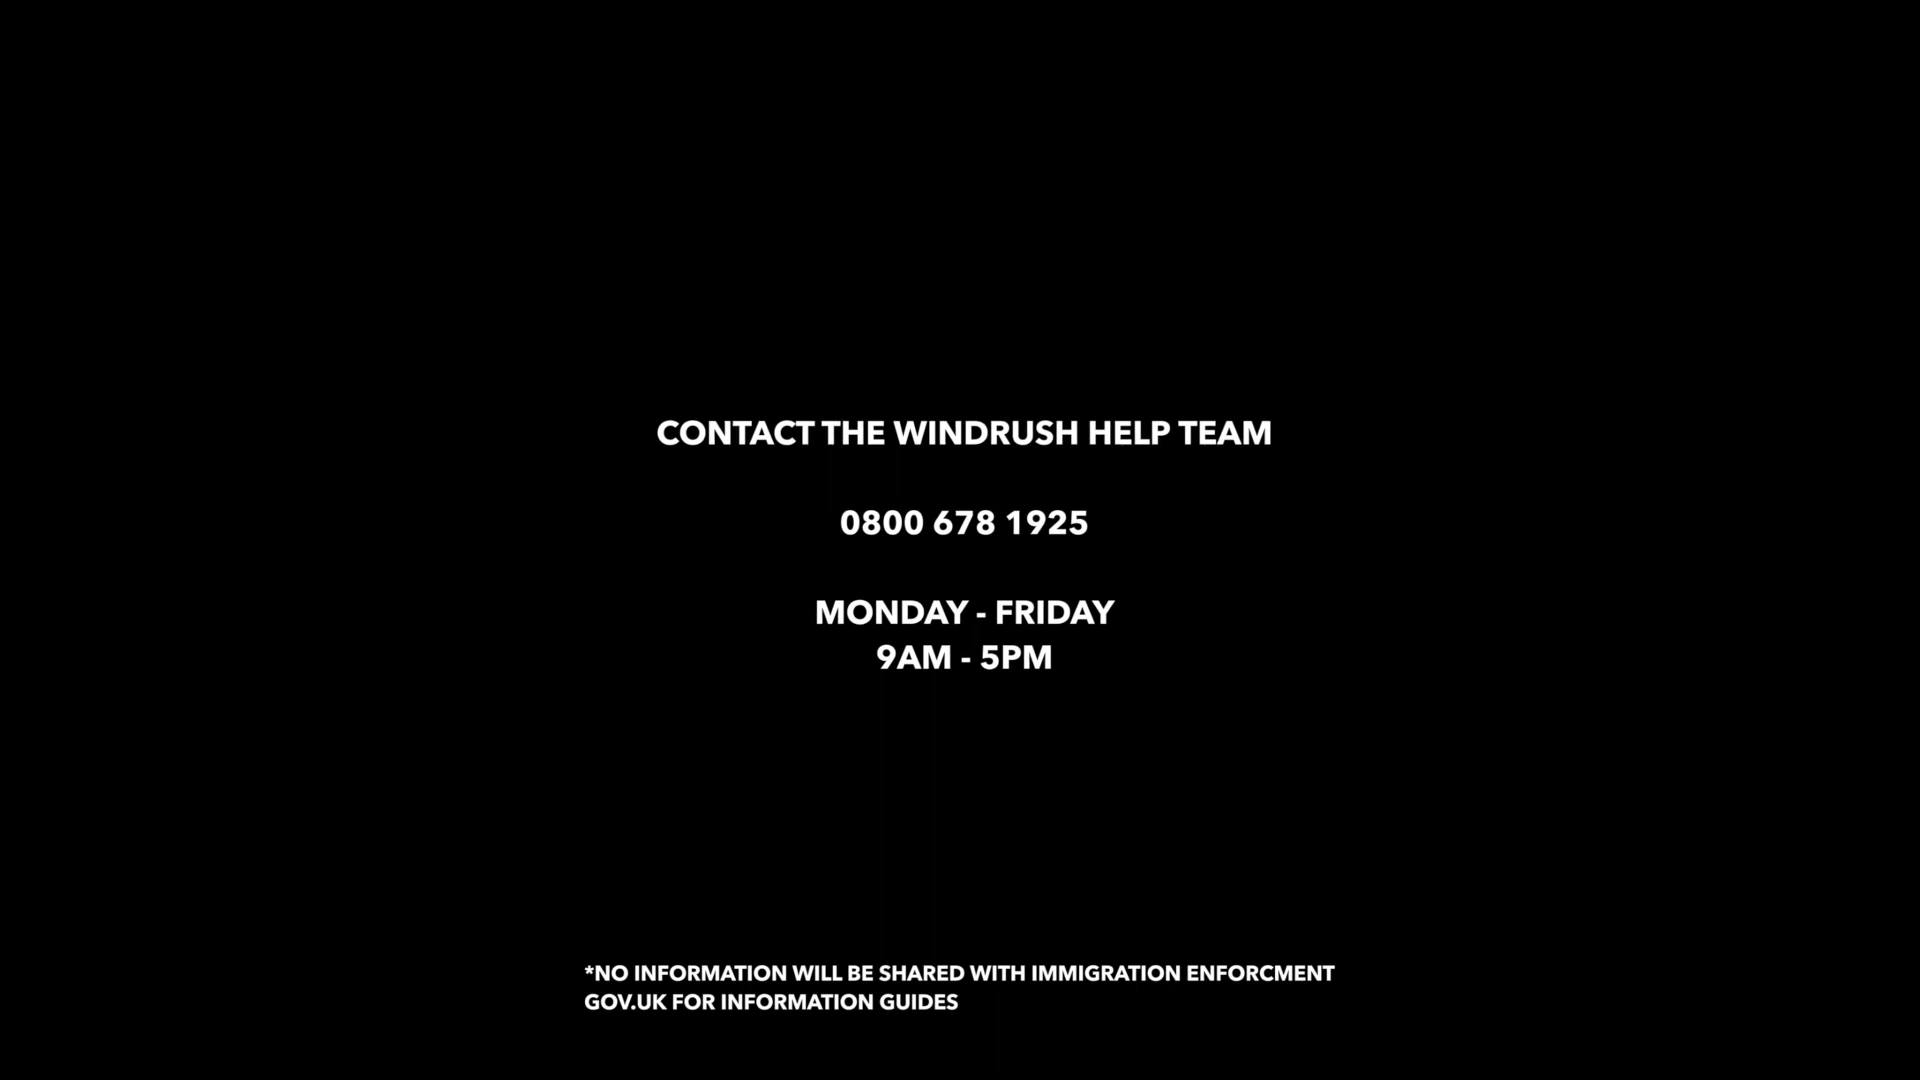 CONTACT THE WINDRUSH HELP TEAM
0800 678 1925
MONDAY - FRIDAY
9AM - 5PM
*NO INFORMATION WILL BE SHARED WITH IMMIGRATION ENFORCMENT
GOV.UK FOR INFORMATION GUIDES